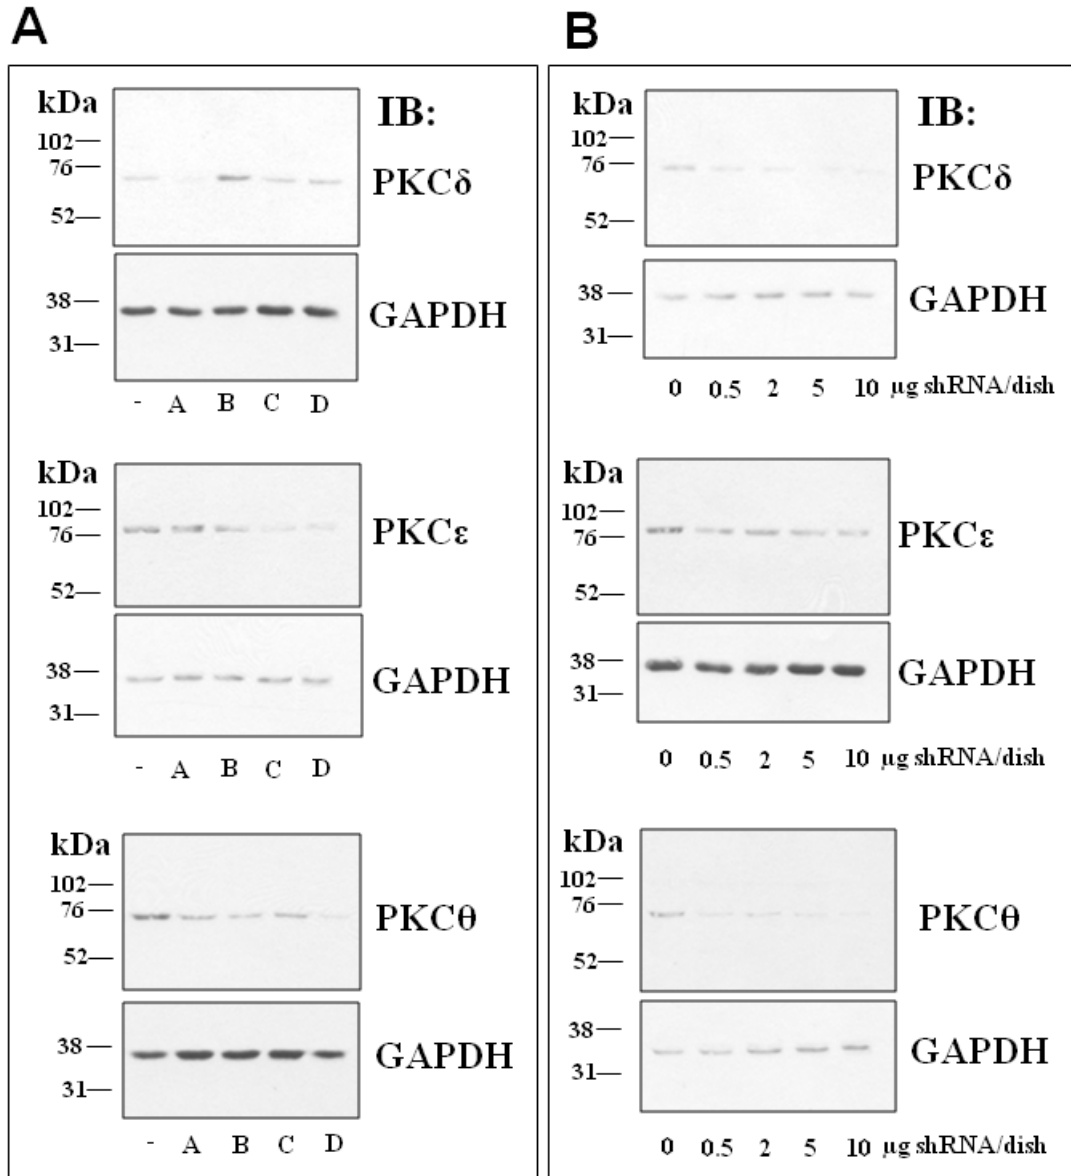 A
kDa
IB:
102
76
PKCδ
52
38
GAPDH
31
- A B C D
kDa
102
76
PKCε
52
38
GAPDH
31
- A B C D
kDa
102
76
PKCθ
52
38
GAPDH
31
- A B C D
B
IB:
kDa
102
76
PKCδ
52
38
GAPDH
31
0 0.5 2 5 10 µg shRNA/dish
kDa
102
76
PKCε
52
38
GAPDH
31
0 0.5 2 5 10 µg shRNA/dish
kDa
102
76
PKCθ
52
38
GAPDH
31
0 0.5 2 5 10 µg shRNA/dish